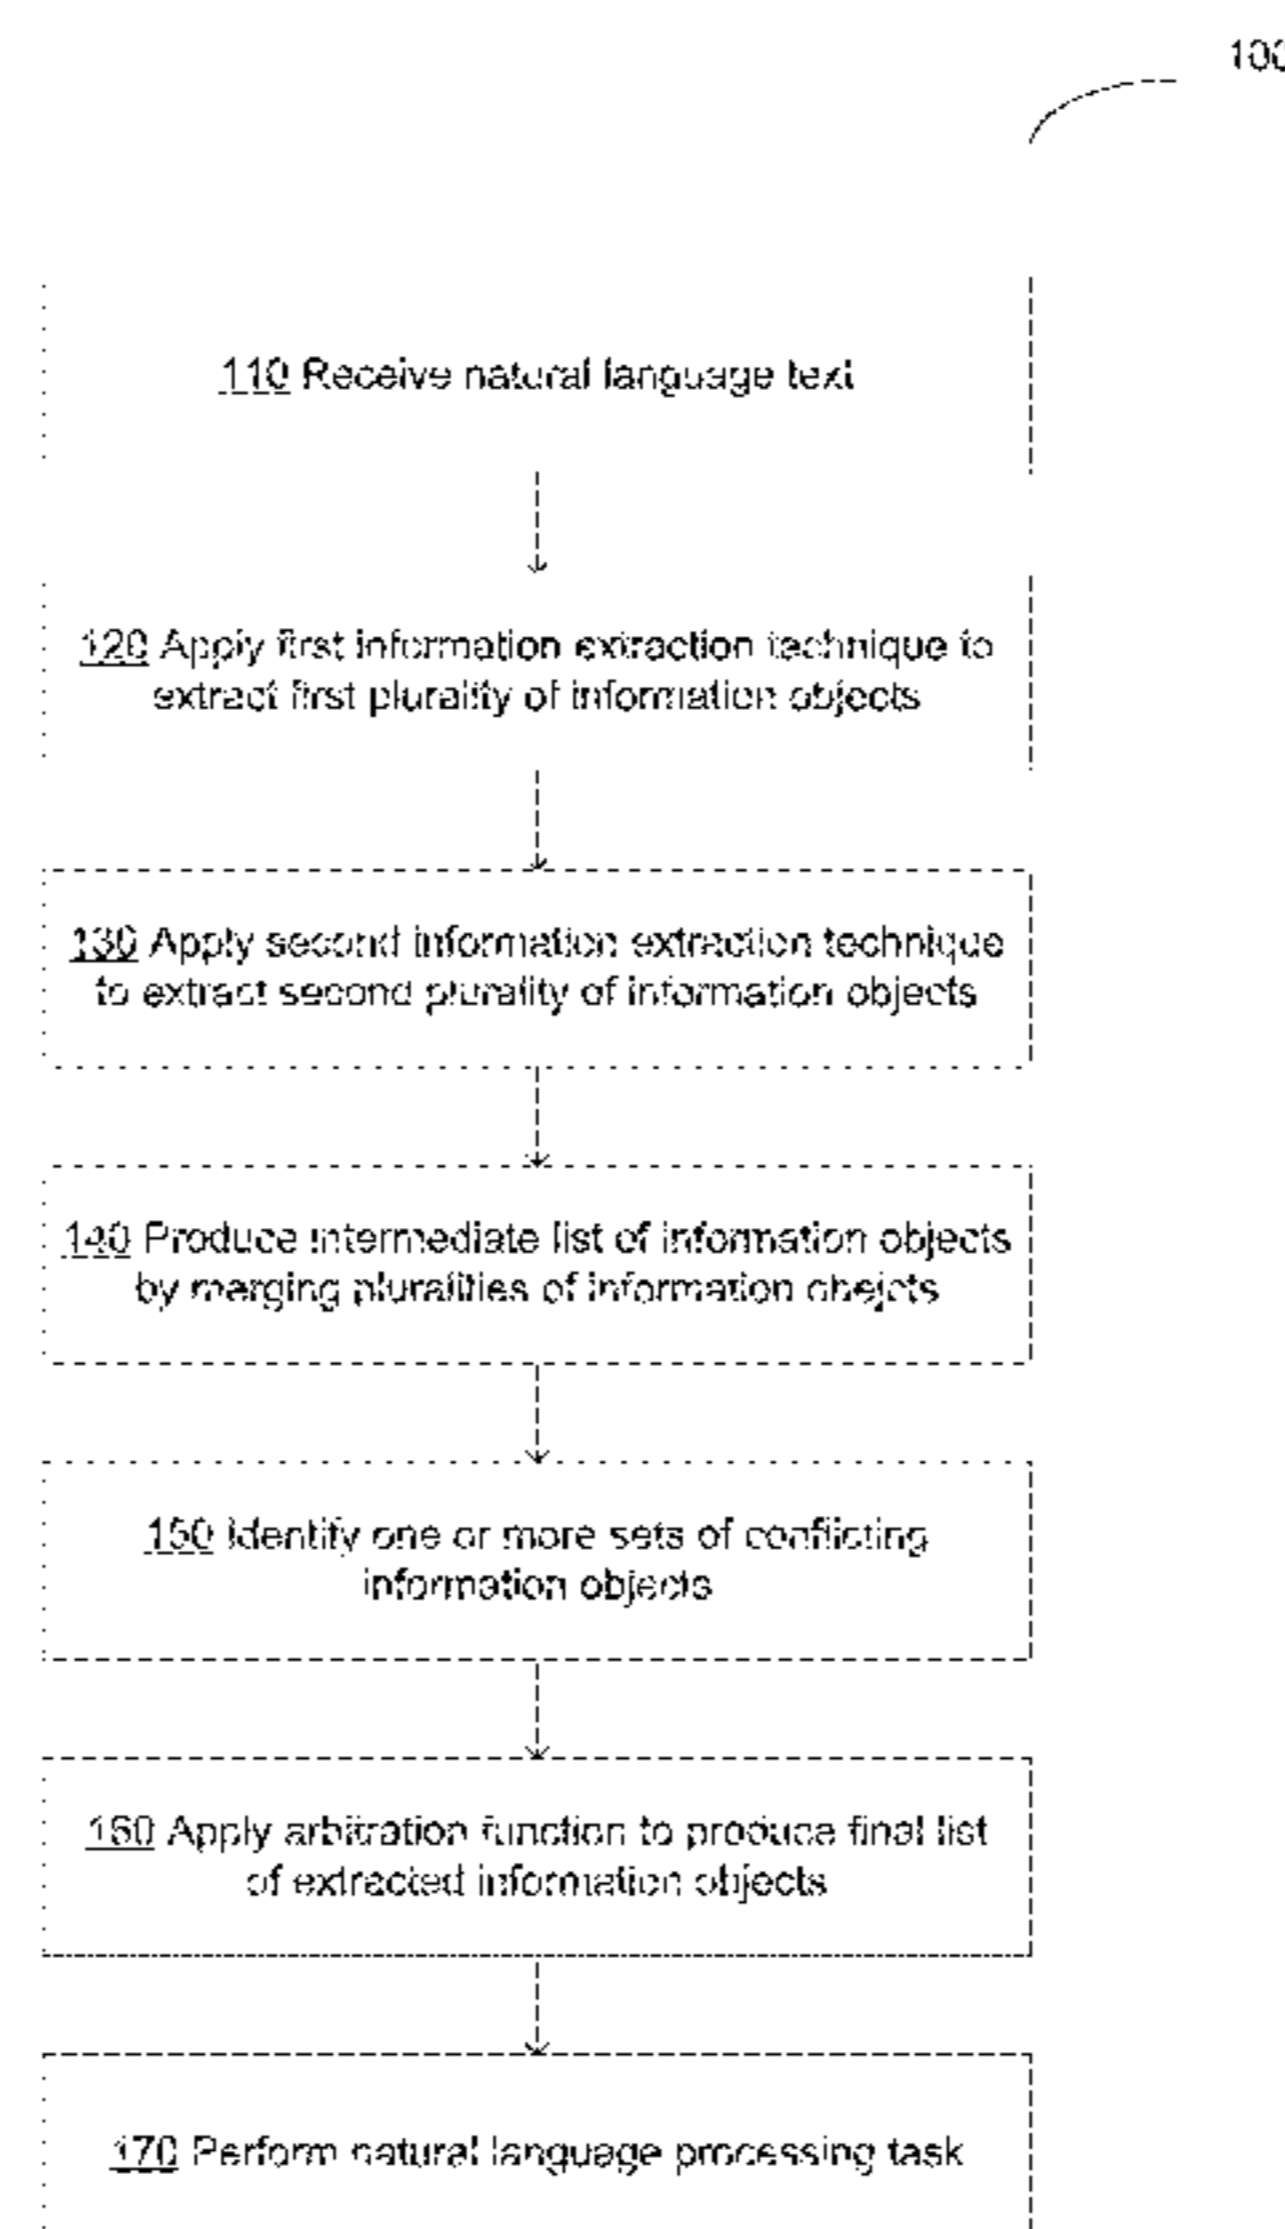 100
110 Receive natural language text
120 Apply first information extraction technique to
extract first plurality of information objects
130 Apply second information extraction technique
to extract second plurality of information objects
140 Produce intermediate list of information objects
by merging pluralities of information obejcts
150 Identify one or more sets of conflicting
information objects
160 Apply arbitration function to produce final list
of extracted information objects
170 Perform natural language processing task